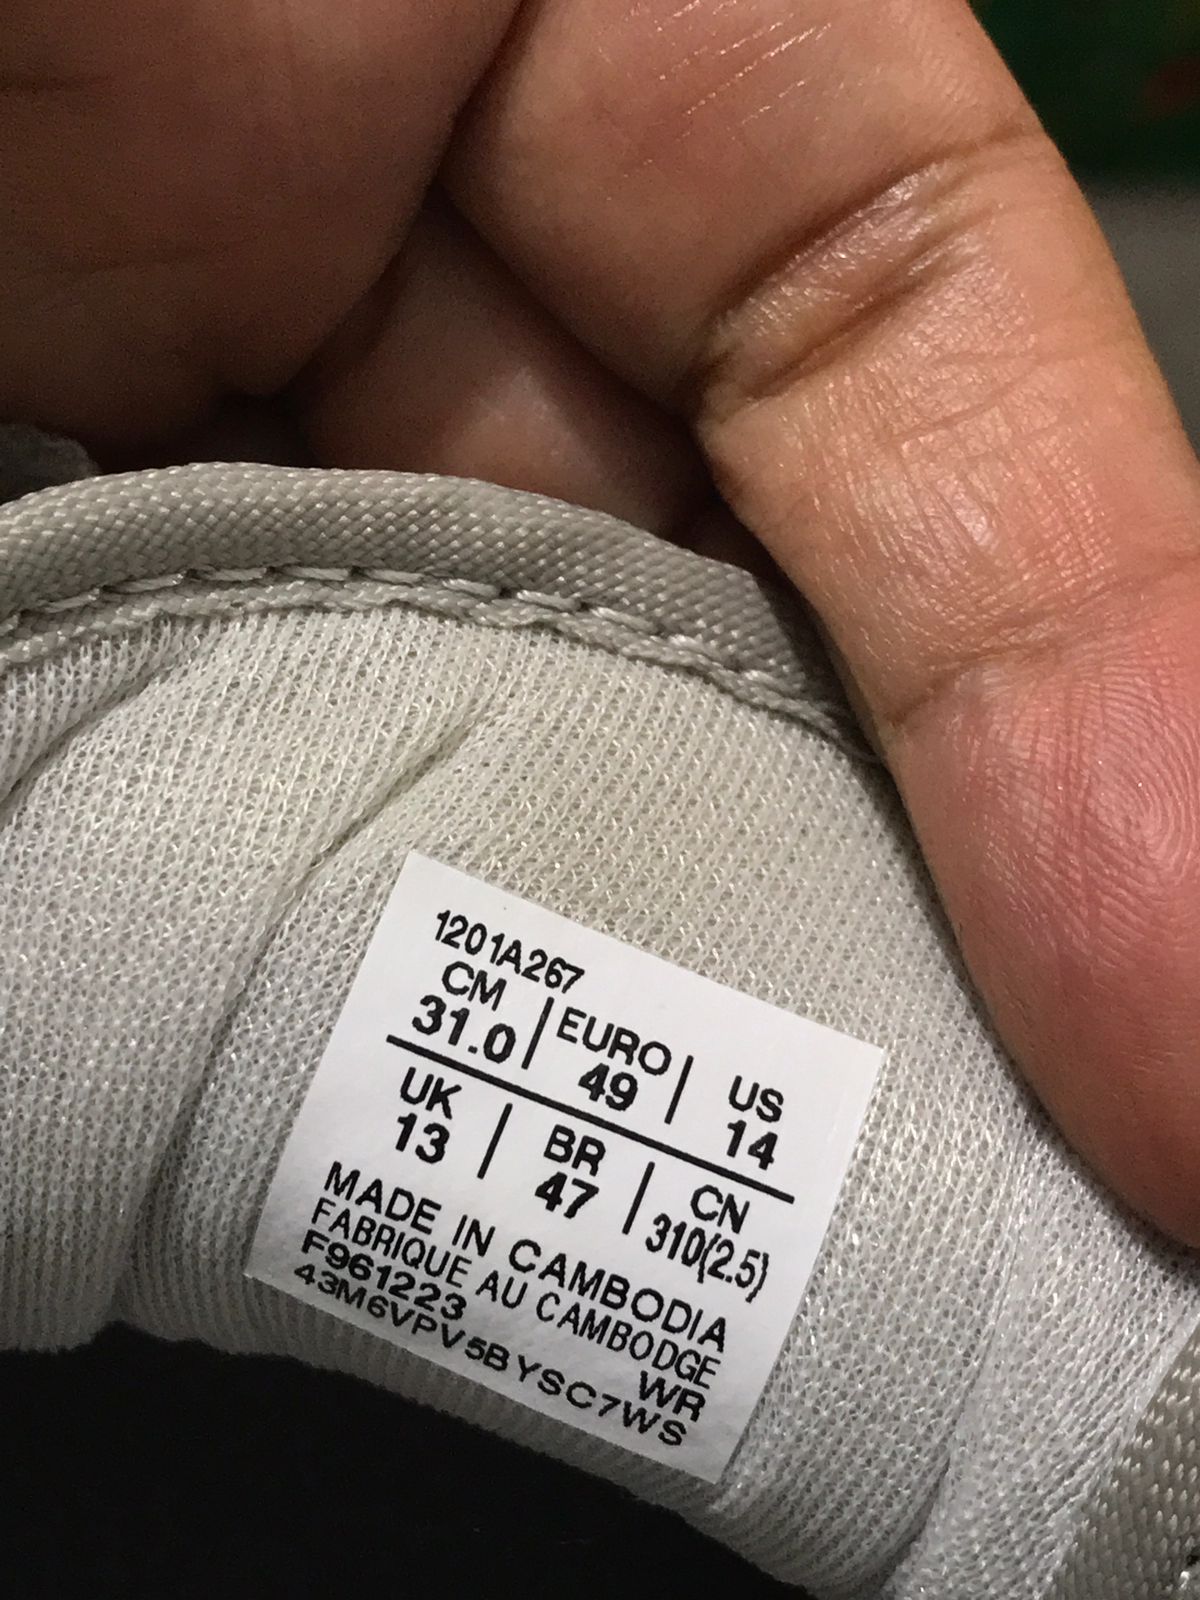 1201A267
CM EURO US
31.0 49 14
UK BR CN
13 47 310(2.5)
MADE IN CAMBODIA
FABRIQUE AU CAMBODGE
F961223 WR
43M6VPV5BYSC7WS